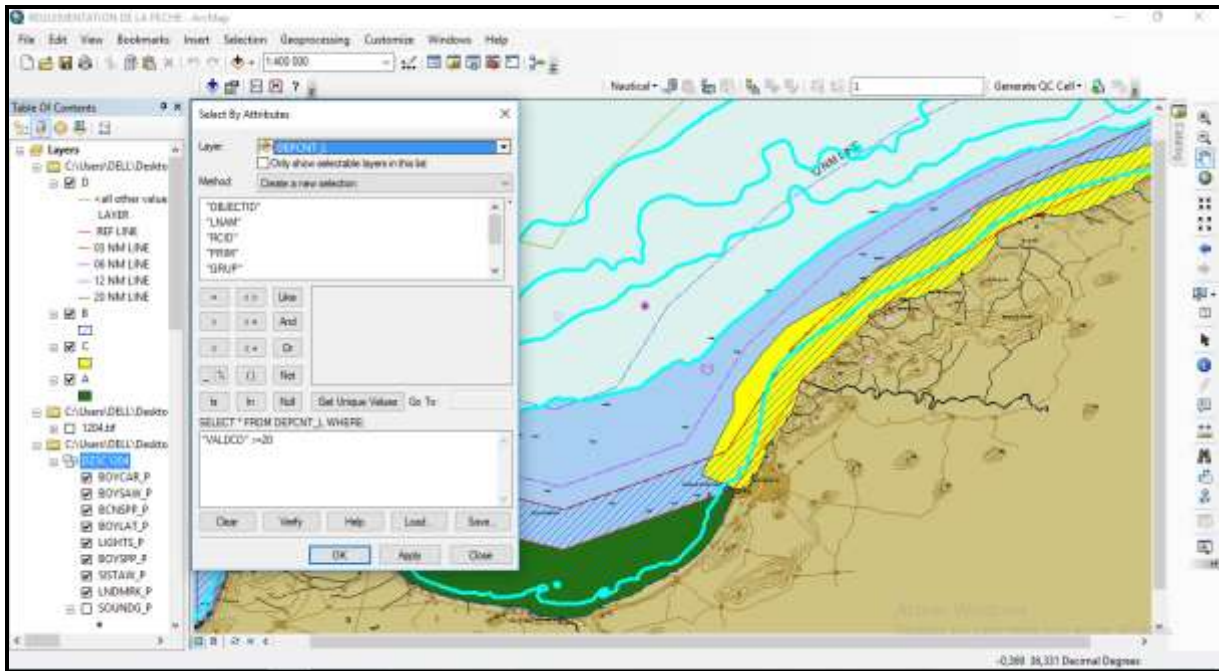 REGLEMENTATION DE LA PECHE - ArcMap
File Edit View Bookmarks Insert Selection Geoprocessing Customize Windows Help
1:400 000
Nautical
1
Generate QC Cell
Table Of Contents
Layers
C:\Users\DELL\Deskto
D
<all other value
LAYER
REF LINE
03 NM LINE
06 NM LINE
12 NM LINE
20 NM LINE
B
C
A
C:\Users\DELL\Deskto
1204.tif
C:\Users\DELL\Deskto
BOYCAR_P
BOYSAW_P
BCNSPP_P
BOYLAT_P
LIGHTS_P
BOYSPP_P
SISTAW_P
LNDMRK_P
SOUNDG_P
Select By Attributes
Layer:
DEPCNT_L
Only show selectable layers in this list
Method:
Create a new selection
"OBJECTID"
"LNAM"
"RCID"
"PRIM"
"GRUP"
= < > Like
> > = And
< < = Or
_ % ( ) Not
Is In Null Get Unique Values Go To:
SELECT * FROM DEPCNT_L WHERE:
"VALDCO" >=20
Clear Verify Help Load... Save...
OK Apply Close
12 NM LINE
Catalog
Activer Windows
-0,369 36,331 Decimal Degrees